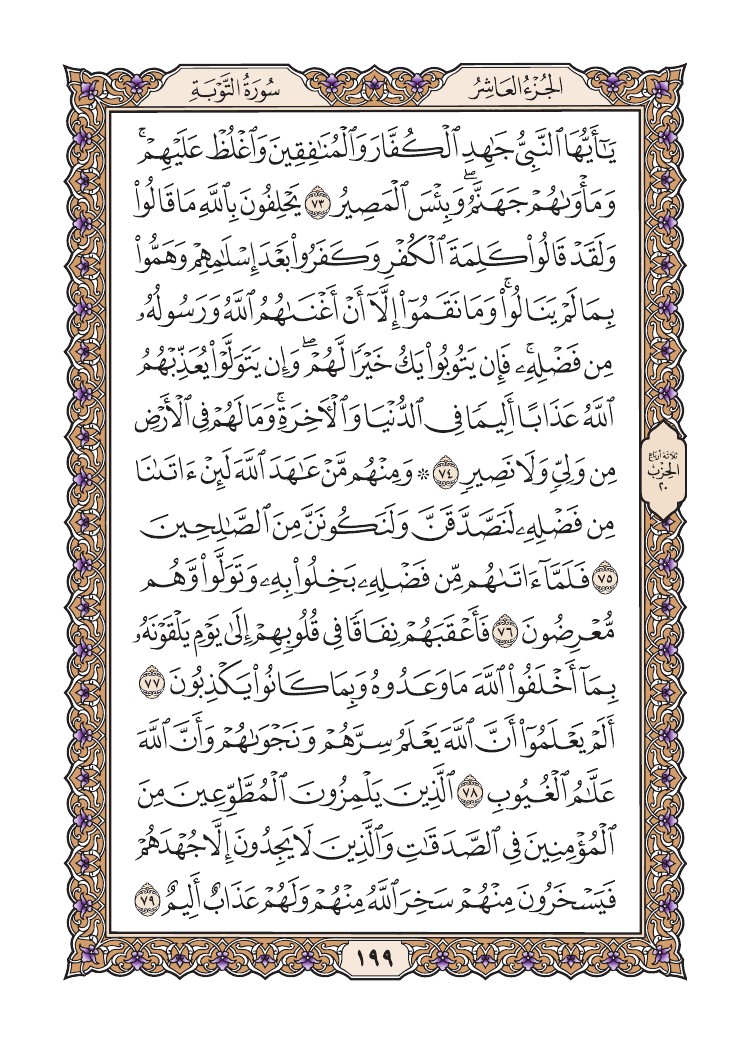 الجُزْءُ العَاشِرُ
سُورَةُ التَّوْبَةِ
يَٰٓأَيُّهَا ٱلنَّبِيُّ جَٰهِدِ ٱلۡكُفَّارَ وَٱلۡمُنَٰفِقِينَ وَٱغۡلُظۡ عَلَيۡهِمۡۚ
وَمَأۡوَىٰهُمۡ جَهَنَّمُۖ وَبِئۡسَ ٱلۡمَصِيرُ ٧٣ يَحۡلِفُونَ بِٱللَّهِ مَا قَالُواْ
وَلَقَدۡ قَالُواْ كَلِمَةَ ٱلۡكُفۡرِ وَكَفَرُواْ بَعۡدَ إِسۡلَٰمِهِمۡ وَهَمُّواْ
بِمَا لَمۡ يَنَالُواْۚ وَمَا نَقَمُوٓاْ إِلَّآ أَنۡ أَغۡنَىٰهُمُ ٱللَّهُ وَرَسُولُهُۥ
مِن فَضۡلِهِۦۚ فَإِن يَتُوبُواْ يَكُ خَيۡرٗا لَّهُمۡۖ وَإِن يَتَوَلَّوۡاْ يُعَذِّبۡهُمُ
ٱللَّهُ عَذَابًا أَلِيمٗا فِي ٱلدُّنۡيَا وَٱلۡأٓخِرَةِۚ وَمَا لَهُمۡ فِي ٱلۡأَرۡضِ
مِن وَلِيّٖ وَلَا نَصِيرٖ ٧٤ ۞ وَمِنۡهُم مَّنۡ عَٰهَدَ ٱللَّهَ لَئِنۡ ءَاتَىٰنَا
مِن فَضۡلِهِۦ لَنَصَّدَّقَنَّ وَلَنَكُونَنَّ مِنَ ٱلصَّٰلِحِينَ
٧٥ فَلَمَّآ ءَاتَىٰهُم مِّن فَضۡلِهِۦ بَخِلُواْ بِهِۦ وَتَوَلَّواْ وَّهُم
مُّعۡرِضُونَ ٧٦ فَأَعۡقَبَهُمۡ نِفَاقٗا فِي قُلُوبِهِمۡ إِلَىٰ يَوۡمِ يَلۡقَوۡنَهُۥ
بِمَآ أَخۡلَفُواْ ٱللَّهَ مَا وَعَدُوهُ وَبِمَا كَانُواْ يَكۡذِبُونَ ٧٧
أَلَمۡ يَعۡلَمُوٓاْ أَنَّ ٱللَّهَ يَعۡلَمُ سِرَّهُمۡ وَنَجۡوَىٰهُمۡ وَأَنَّ ٱللَّهَ
عَلَّٰمُ ٱلۡغُيُوبِ ٧٨ ٱلَّذِينَ يَلۡمِزُونَ ٱلۡمُطَّوِّعِينَ مِنَ
ٱلۡمُؤۡمِنِينَ فِي ٱلصَّدَقَٰتِ وَٱلَّذِينَ لَا يَجِدُونَ إِلَّا جُهۡدَهُمۡ
فَيَسۡخَرُونَ مِنۡهُمۡ سَخِرَ ٱللَّهُ مِنۡهُمۡ وَلَهُمۡ عَذَابٌ أَلِيمٌ ٧٩
ثلاثة أرباع
الحِزْبِ
٢٠
١٩٩